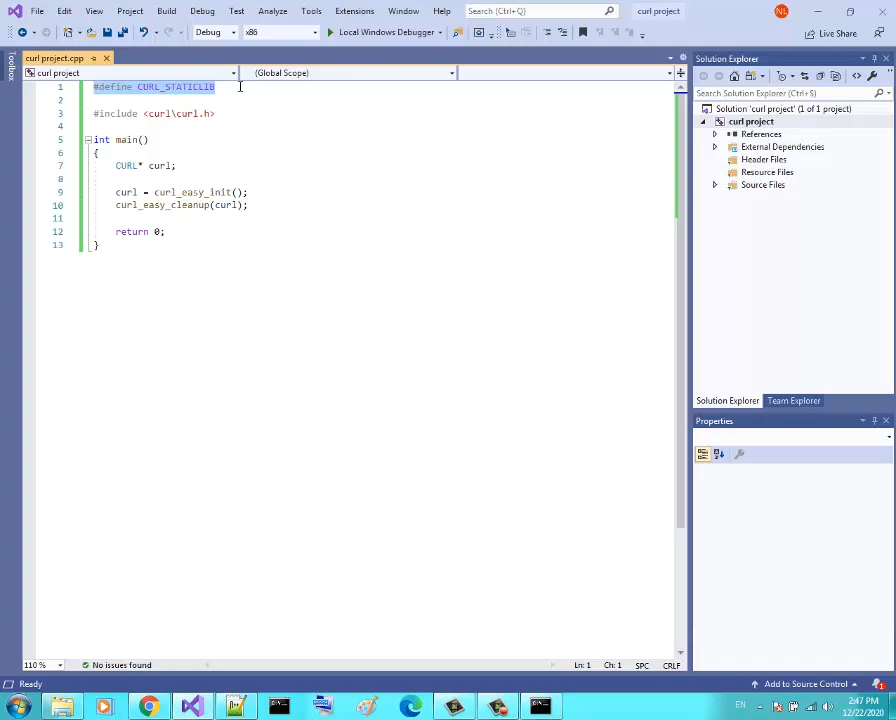 File Edit View Project Build Debug Test Analyze Tools Extensions Window Help Search (Ctrl+Q) curl project NL
Debug x86 Local Windows Debugger Live Share
Toolbox
curl project.cpp
curl project (Global Scope)
1 #define CURL_STATICLIB
2
3 #include <curl\curl.h>
4
5 int main()
6 {
7 CURL* curl;
8
9 curl = curl_easy_init();
10 curl_easy_cleanup(curl);
11
12 return 0;
13 }
110 % No issues found Ln: 1 Ch: 1 SPC CRLF
Solution Explorer
Search Solution Explorer (Ctrl+$)
Solution 'curl project' (1 of 1 project)
curl project
References
External Dependencies
Header Files
Resource Files
Source Files
Solution Explorer Team Explorer
Properties
Ready Add to Source Control 1
EN 2:47 PM
12/22/2020